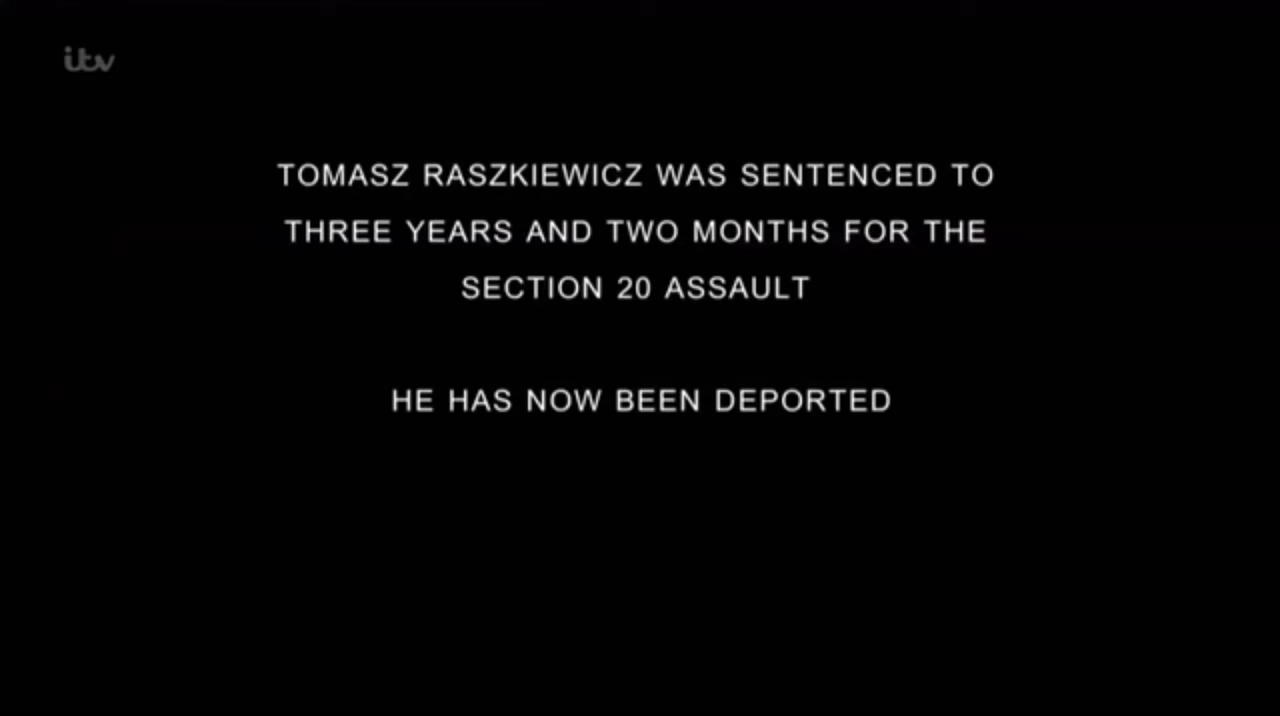 itv
TOMASZ RASZKIEWICZ WAS SENTENCED TO
THREE YEARS AND TWO MONTHS FOR THE
SECTION 20 ASSAULT
HE HAS NOW BEEN DEPORTED